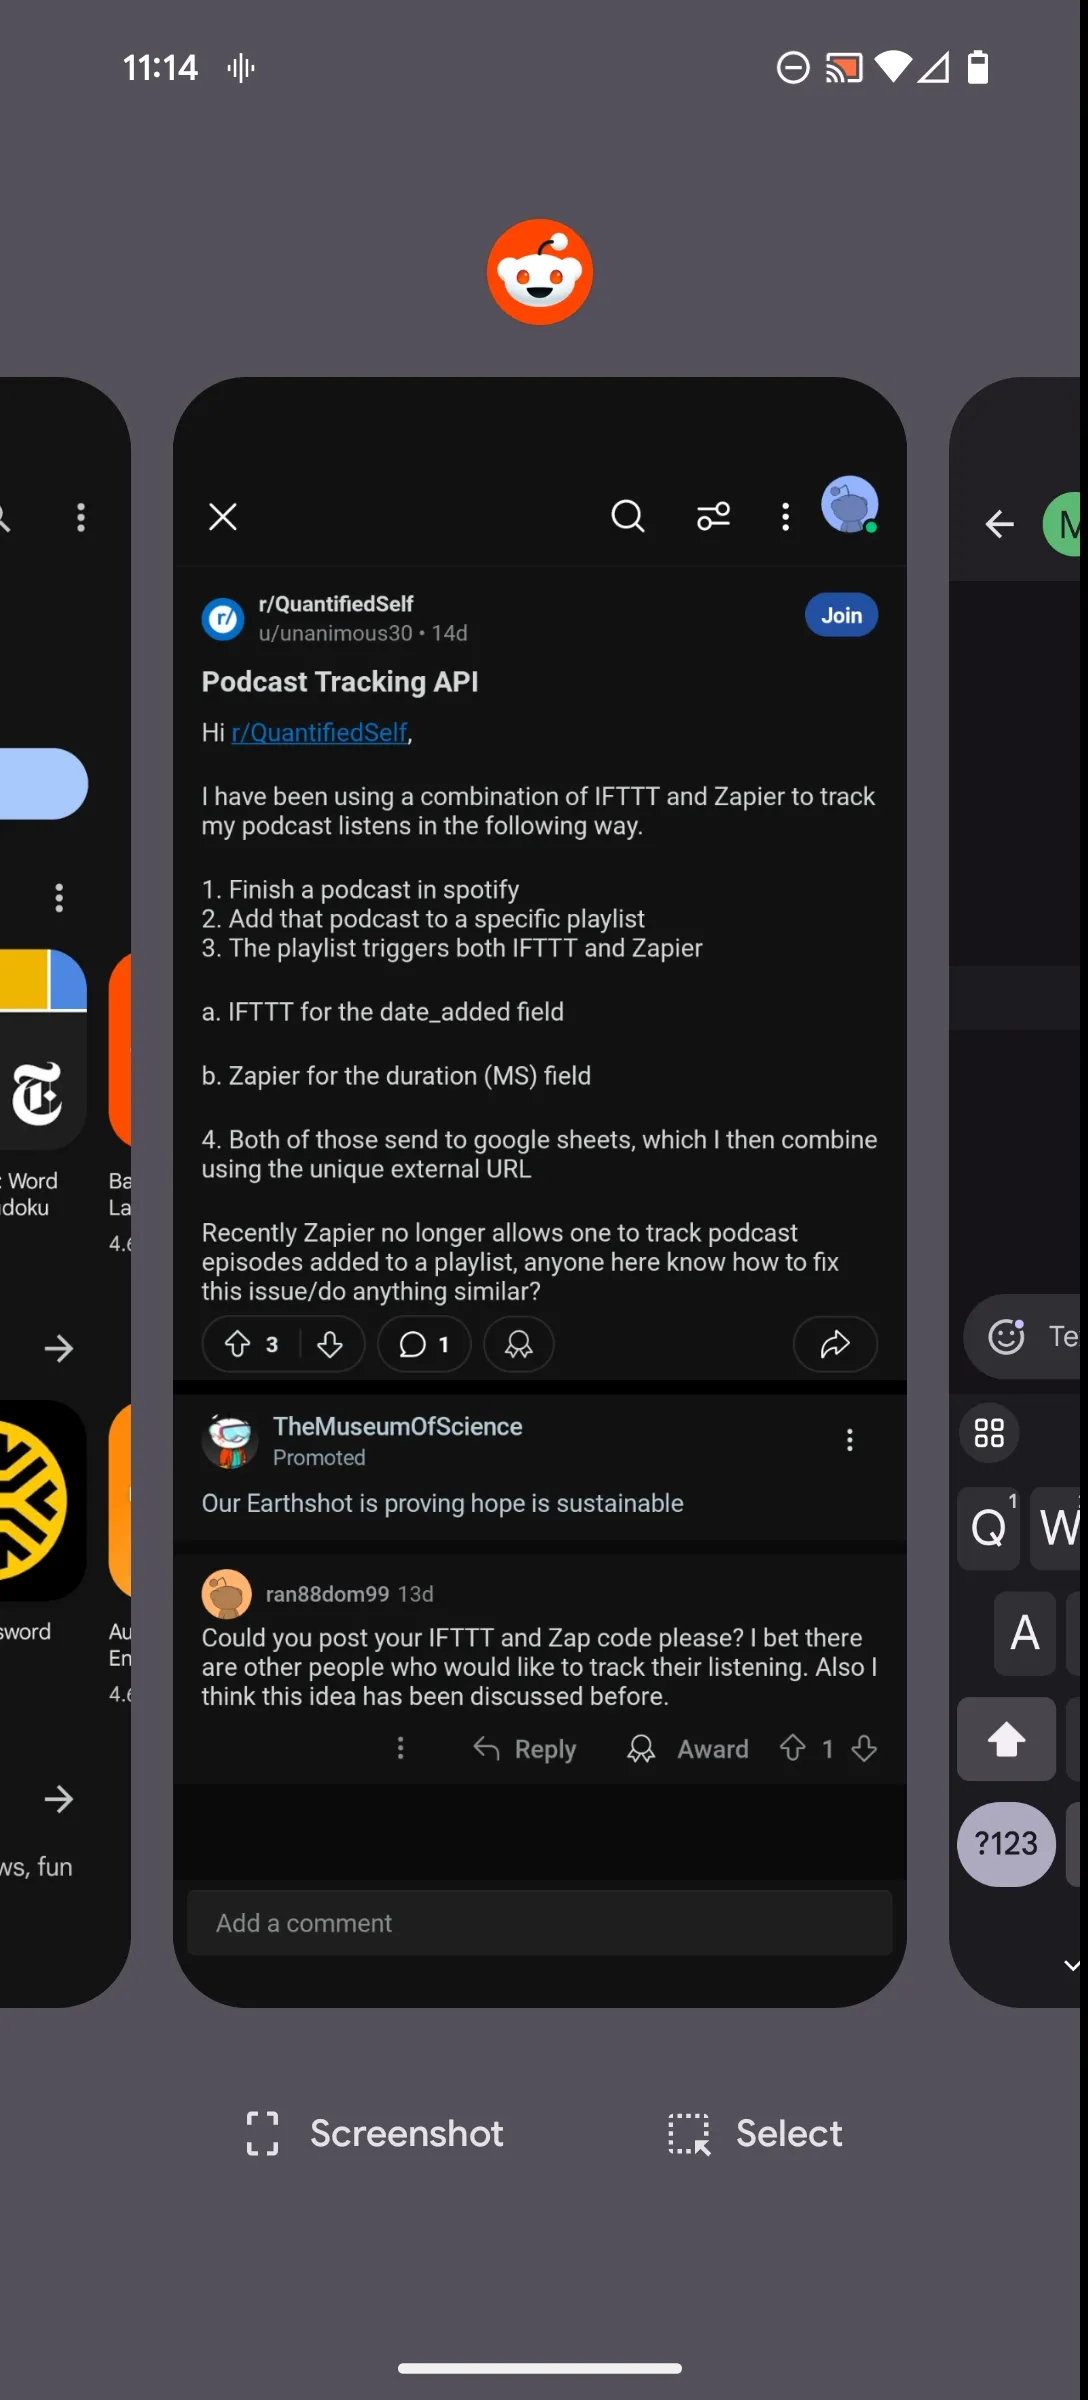 11:14
r/QuantifiedSelf
u/unanimous30 • 14d
Join
Podcast Tracking API
Hi r/QuantifiedSelf,
I have been using a combination of IFTTT and Zapier to track
my podcast listens in the following way.
1. Finish a podcast in spotify
2. Add that podcast to a specific playlist
3. The playlist triggers both IFTTT and Zapier
a. IFTTT for the date_added field
b. Zapier for the duration (MS) field
4. Both of those send to google sheets, which I then combine
using the unique external URL
Recently Zapier no longer allows one to track podcast
episodes added to a playlist, anyone here know how to fix
this issue/do anything similar?
3
1
TheMuseumOfScience
Promoted
Our Earthshot is proving hope is sustainable
ran88dom99 13d
Could you post your IFTTT and Zap code please? I bet there
are other people who would like to track their listening. Also I
think this idea has been discussed before.
Reply Award 1
Add a comment
: Word
doku
Ba
La
4.6
sword
Au
En
4.6
ws, fun
M
Te
Q 1 W
A
?123
Screenshot
Select